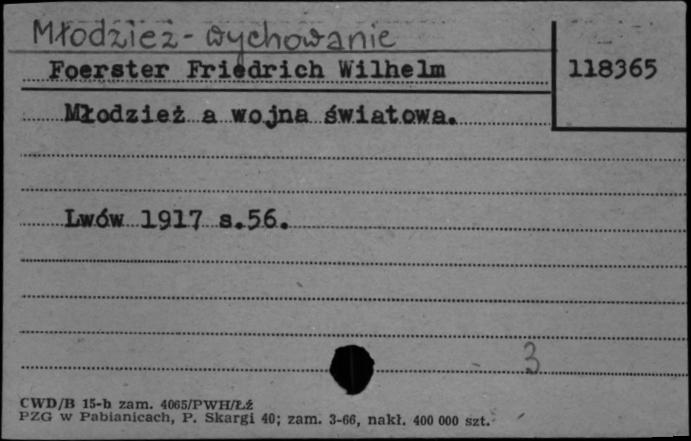 Młodzież - wychowanie
Foerster Friedrich Wilhelm
118365
Młodzież a wojna światowa.
Lwów 1917 s.56.
3
CWD/B 15-b zam. 4065/PWH/Łź
PZG w Pabianicach, P. Skargi 40; zam. 3-66, nakł. 400 000 szt.